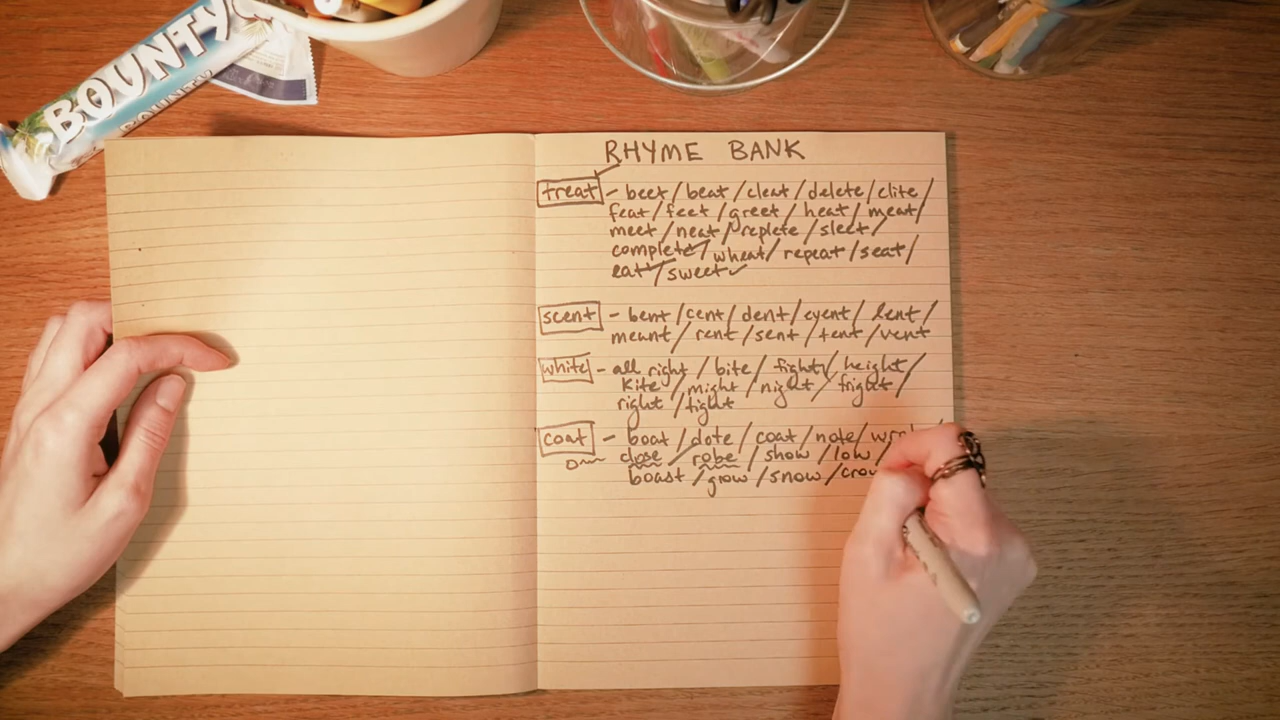 BOUNTY
BOUNTY
RHYME BANK
treat - beet / beat / cleat / delete / elite /
feat / feet / greet / heat / meat /
meet / neat / replete / sleet /
complete / wheat / repeat / seat /
eat / sweet
scent - bent / cent / dent / event / lent /
meant / rent / sent / tent / vent
white - all right / bite / fight / height /
kite / might / night / fright /
right / tight
coat - boat / dote / coat / note /
close / robe / show / low /
boast / grow / snow /